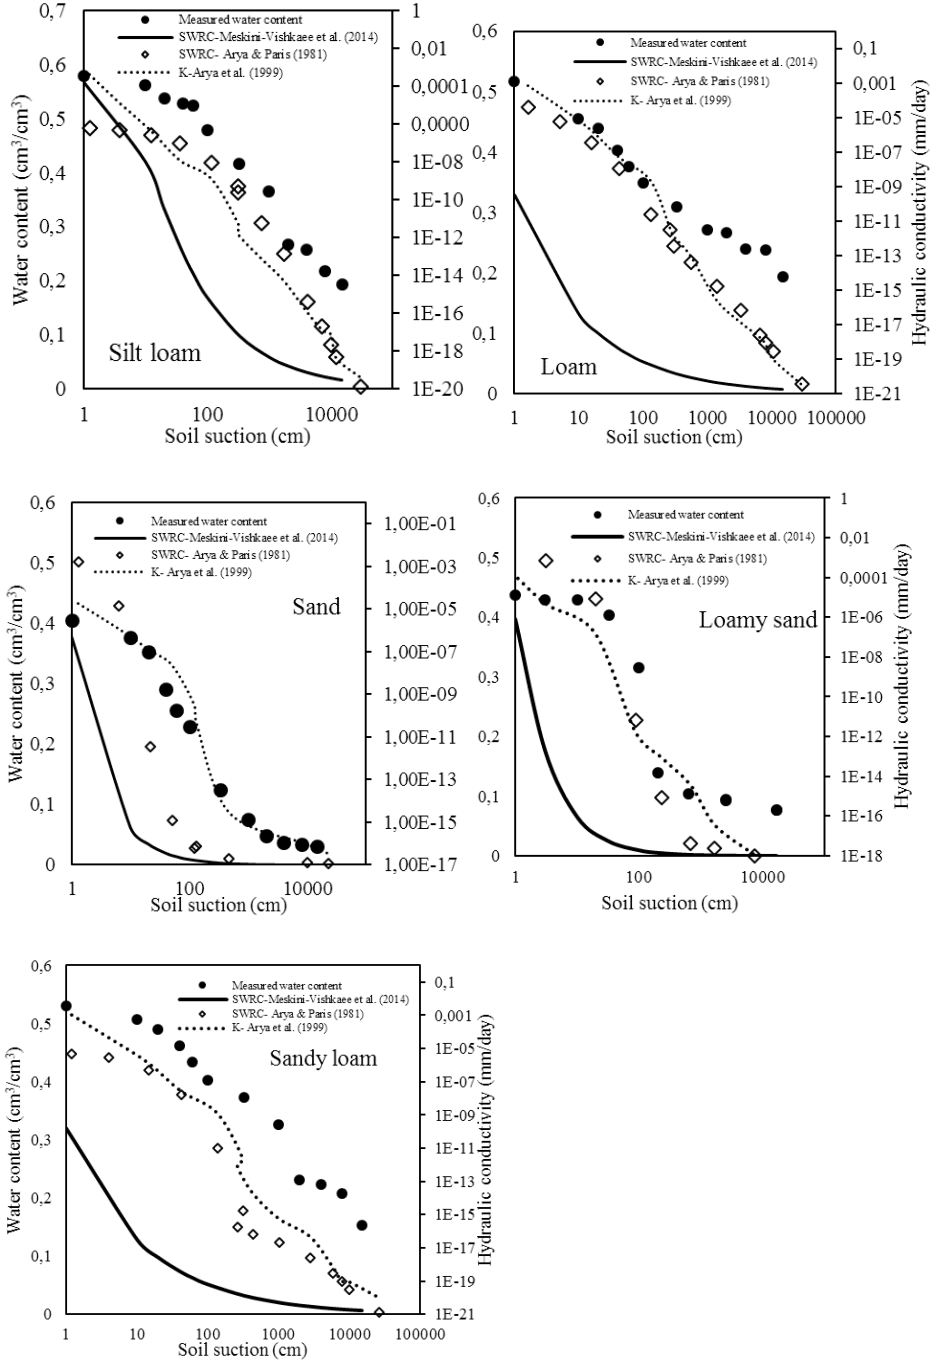 0,7
0,6
0,5
0,4
0,3
0,2
0,1
0
Water content (cm3/cm3)
Measured water content
SWRC-Meskini-Vishkaee et al. (2014)
SWRC- Arya & Paris (1981)
K-Arya et al. (1999)
Silt loam
1
0,01
0,0001
0,0000
1E-08
1E-10
1E-12
1E-14
1E-16
1E-18
1E-20
1 100 10000
Soil suction (cm)
0,6
0,5
0,4
0,3
0,2
0,1
0
Measured water content
SWRC-Meskini-Vishkaee et al. (2014)
SWRC- Arya & Paris (1981)
K- Arya et al. (1999)
Loam
0,1
0,001
1E-05
1E-07
1E-09
1E-11
1E-13
1E-15
1E-17
1E-19
1E-21
Hydraulic conductivity (mm/day)
1 10 100 1000 10000 100000
Soil suction (cm)
0,6
0,5
0,4
0,3
0,2
0,1
0
Water content (cm3/cm3)
Measured water content
SWRC-Meskini-Vishkaee et al. (2014)
SWRC- Arya & Paris (1981)
K- Arya et al. (1999)
Sand
1,00E-01
1,00E-03
1,00E-05
1,00E-07
1,00E-09
1,00E-11
1,00E-13
1,00E-15
1,00E-17
1 100 10000
Soil suction (cm)
0,6
0,5
0,4
0,3
0,2
0,1
0
Measured water content
SWRC-Meskini-Vishkaee et al. (2014)
SWRC- Arya & Paris (1981)
K- Arya et al. (1999)
Loamy sand
1
0,01
0,0001
1E-06
1E-08
1E-10
1E-12
1E-14
1E-16
1E-18
Hydraulic conductivity (mm/day)
1 100 10000
Soil suction (cm)
0,6
0,5
0,4
0,3
0,2
0,1
0
Water content (cm3/cm3)
Measured water content
SWRC-Meskini-Vishkaee et al. (2014)
SWRC- Arya & Paris (1981)
K- Arya et al. (1999)
Sandy loam
0,1
0,001
1E-05
1E-07
1E-09
1E-11
1E-13
1E-15
1E-17
1E-19
1E-21
Hydraulic conductivity (mm/day)
1 10 100 1000 10000 100000
Soil suction (cm)